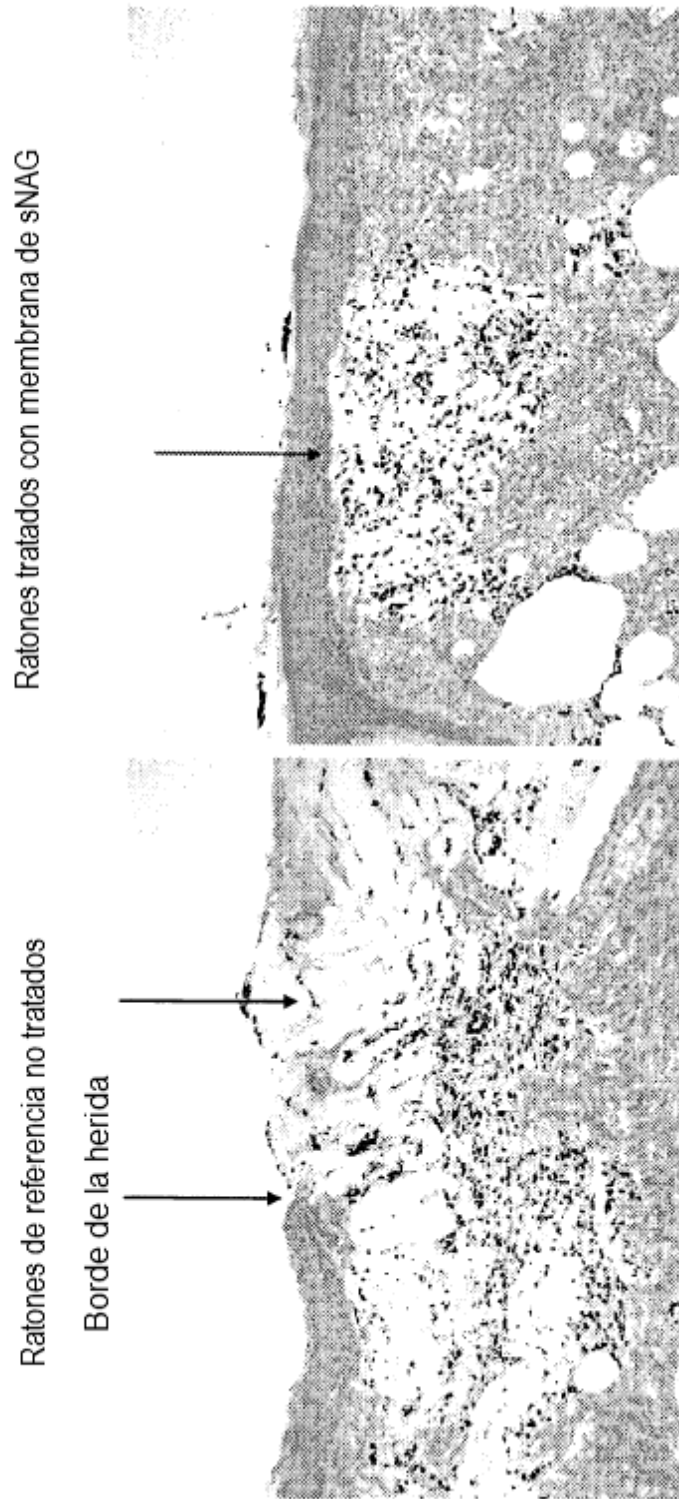 Ratones de referencia no tratados
Borde de la herida
Ratones tratados con membrana de sNAG